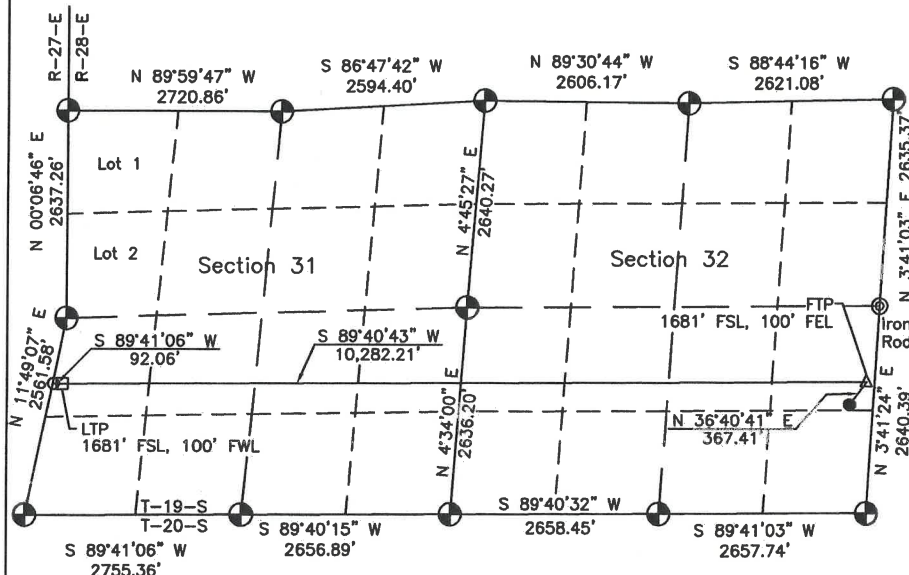 R-27-E
R-28-E
N 89°59'47" W
2720.86'
S 86°47'42" W
2594.40'
N 89°30'44" W
2606.17'
S 88°44'16" W
2621.08'
N 00°06'46" E
2637.26'
Lot 1
Lot 2
Section 31
N 4°45'27" E
2640.27'
Section 32
N 3°41'03" E 2635.37'
FTP
1681' FSL, 100' FEL
Iron
Rod
N 11°49'07" E
2561.58'
S 89°41'06" W
92.06'
S 89°40'43" W
10,282.21'
LTP
1681' FSL, 100' FWL
N 4°34'00" E
2636.20'
N 36°40'41" E
367.41'
N 3°41'24" E
2640.39'
T-19-S
T-20-S
S 89°41'06" W
2755.36'
S 89°40'15" W
2656.89'
S 89°40'32" W
2658.45'
S 89°41'03" W
2657.74'